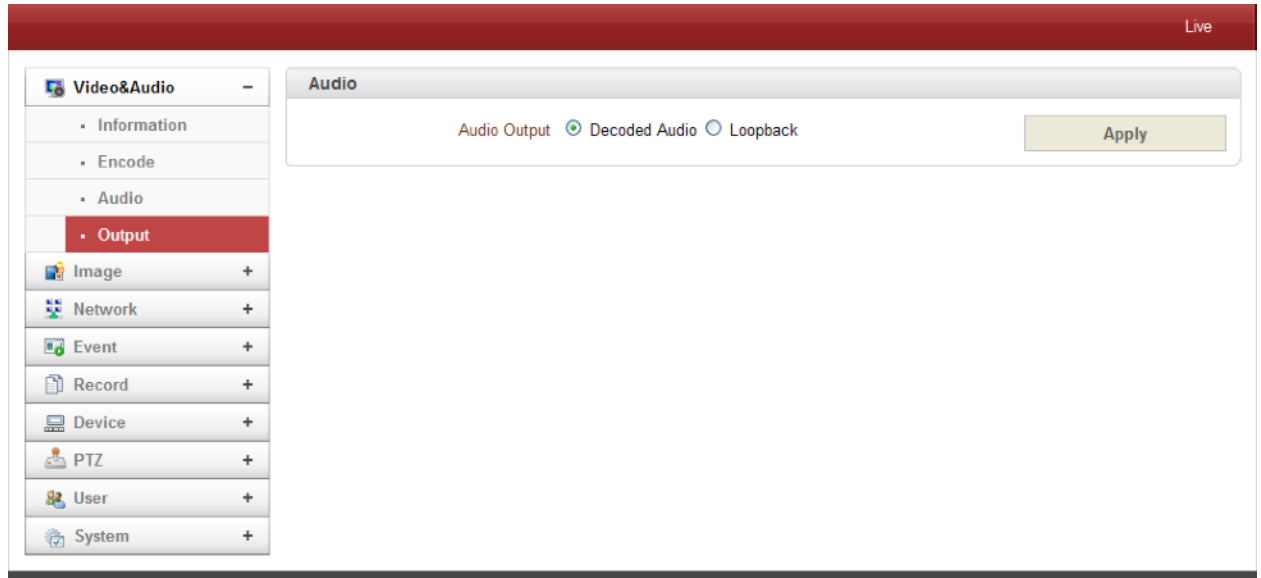 Live
Video&Audio –
Information
Encode
Audio
Output
Image +
Network +
Event +
Record +
Device +
PTZ +
User +
System +
Audio
Audio Output Decoded Audio Loopback
Apply